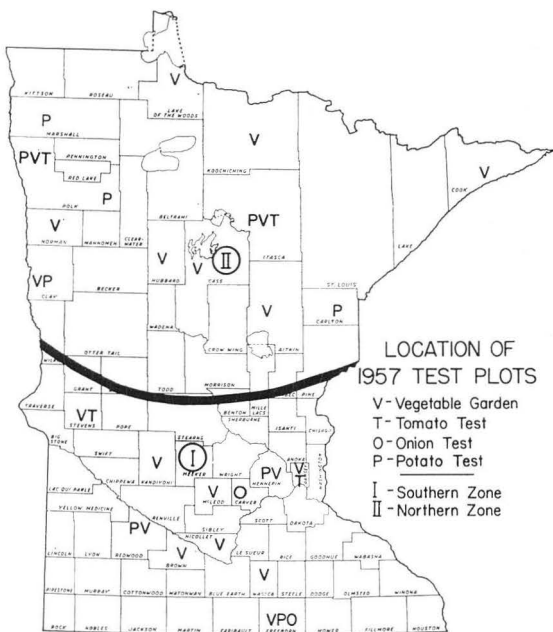 V
KITTSON
ROSEAU
LAKE
OF THE WOODS
P
MARSHALL
V
KOOCHICHING
V
COOK
PVT
PENNINGTON
RED LAKE
P
POLK
BELTRAMI
PVT
LAKE
V
NORMAN
MAHNOMEN
CLEAR-
WATER
V
HUBBARD
V
II
CASS
ITASCA
ST. LOUIS
VP
CLAY
BECKER
V
P
CARLTON
WADENA
CROW WING
AITKIN
OTTER TAIL
LOCATION OF
1957 TEST PLOTS
V - Vegetable Garden
T - Tomato Test
O - Onion Test
P - Potato Test
I - Southern Zone
II - Northern Zone
GRANT
TODD
MORRISON
PINE
TRAVERSE
VT
STEVENS
POPE
STEARNS
BENTON
MILLE
LACS
SHERBURNE
ISANTI
CHISAGO
BIG
STONE
SWIFT
V
KANDIYOHI
I
MEEKER
WRIGHT
PV
HENNEPIN
ANOKA
V
T
WASHINGTON
LAC QUI PARLE
CHIPPEWA
V
MCLEOD
O
CARVER
YELLOW MEDICINE
RENVILLE
SIBLEY
SCOTT
DAKOTA
PV
NICOLLET
V
V
LE SUEUR
RICE
GOODHUE
WABASHA
LINCOLN
LYON
REDWOOD
BROWN
V
PIPESTONE
MURRAY
COTTONWOOD
WATONWAN
BLUE EARTH
WASECA
STEELE
DODGE
OLMSTED
WINONA
VPO
ROCK
NOBLES
JACKSON
MARTIN
FARIBAULT
FREEBORN
MOWER
FILLMORE
HOUSTON